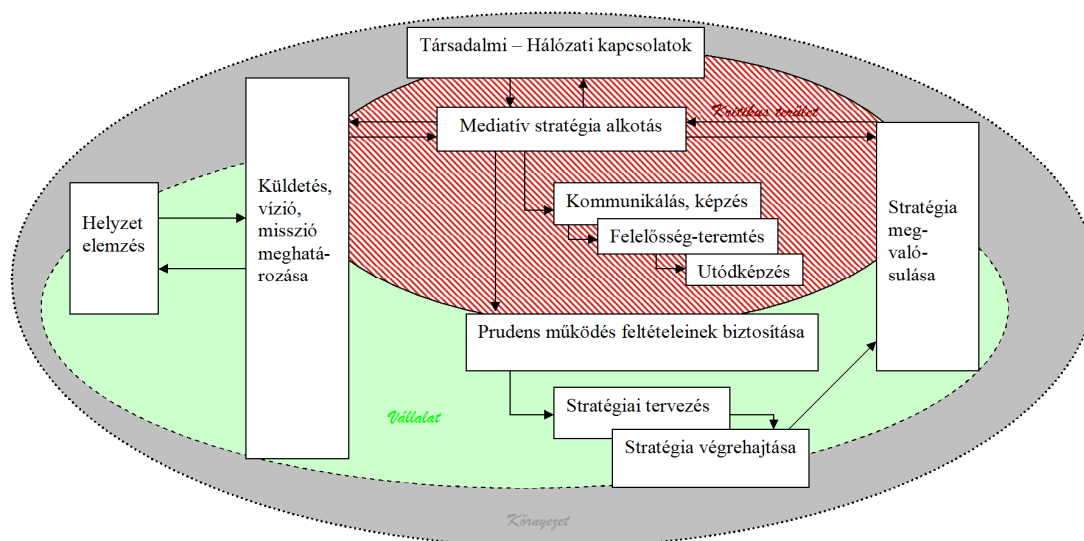 Társadalmi – Hálózati kapcsolatok
Kritikus terület
Mediatív stratégia alkotás
Helyzet
elemzés
Küldetés,
vízió,
misszió
meghatá-
rozása
Kommunikálás, képzés
Felelősség-teremtés
Utódképzés
Stratégia
meg-
való-
sulása
Prudens működés feltételeinek biztosítása
Stratégiai tervezés
Stratégia végrehajtása
Vállalat
Környezet